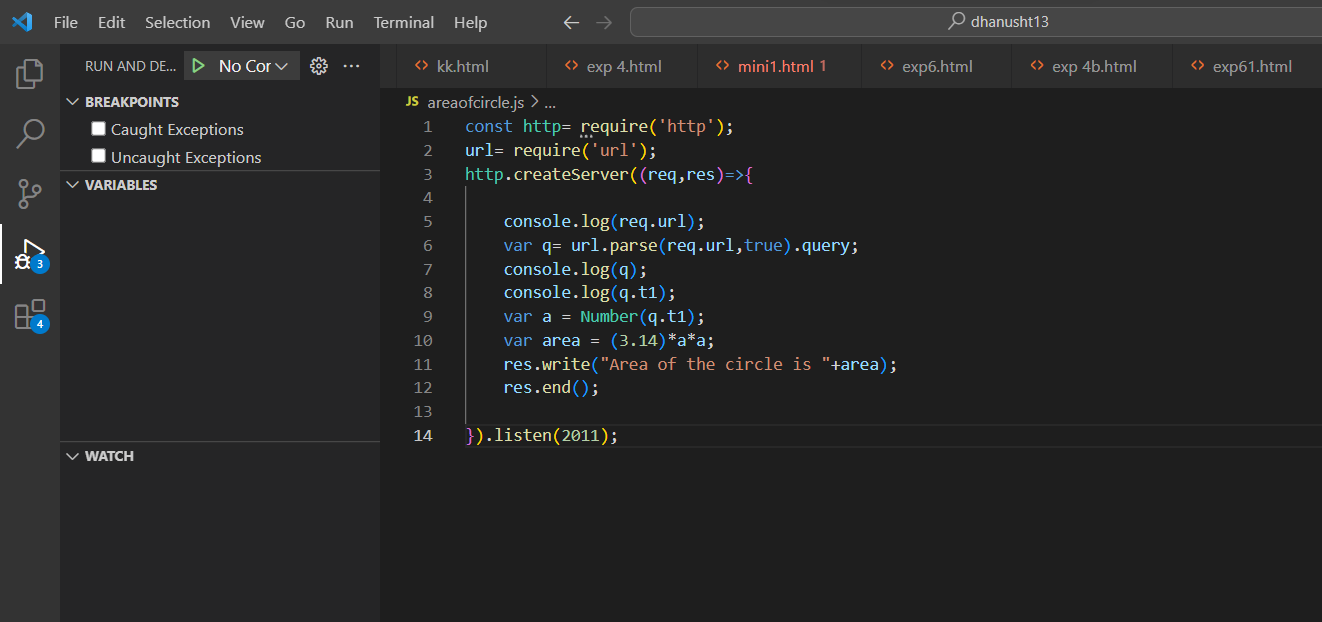 File Edit Selection View Go Run Terminal Help dhanusht13
RUN AND DE... No Cor
kk.html exp 4.html mini1.html 1 exp6.html exp 4b.html exp61.html
BREAKPOINTS
Caught Exceptions
Uncaught Exceptions
VARIABLES
WATCH
3
4
JS areaofcircle.js > ...
1 const http= require('http');
2 url= require('url');
3 http.createServer((req,res)=>{
4
5 console.log(req.url);
6 var q= url.parse(req.url,true).query;
7 console.log(q);
8 console.log(q.t1);
9 var a = Number(q.t1);
10 var area = (3.14)*a*a;
11 res.write("Area of the circle is "+area);
12 res.end();
13
14 }).listen(2011);